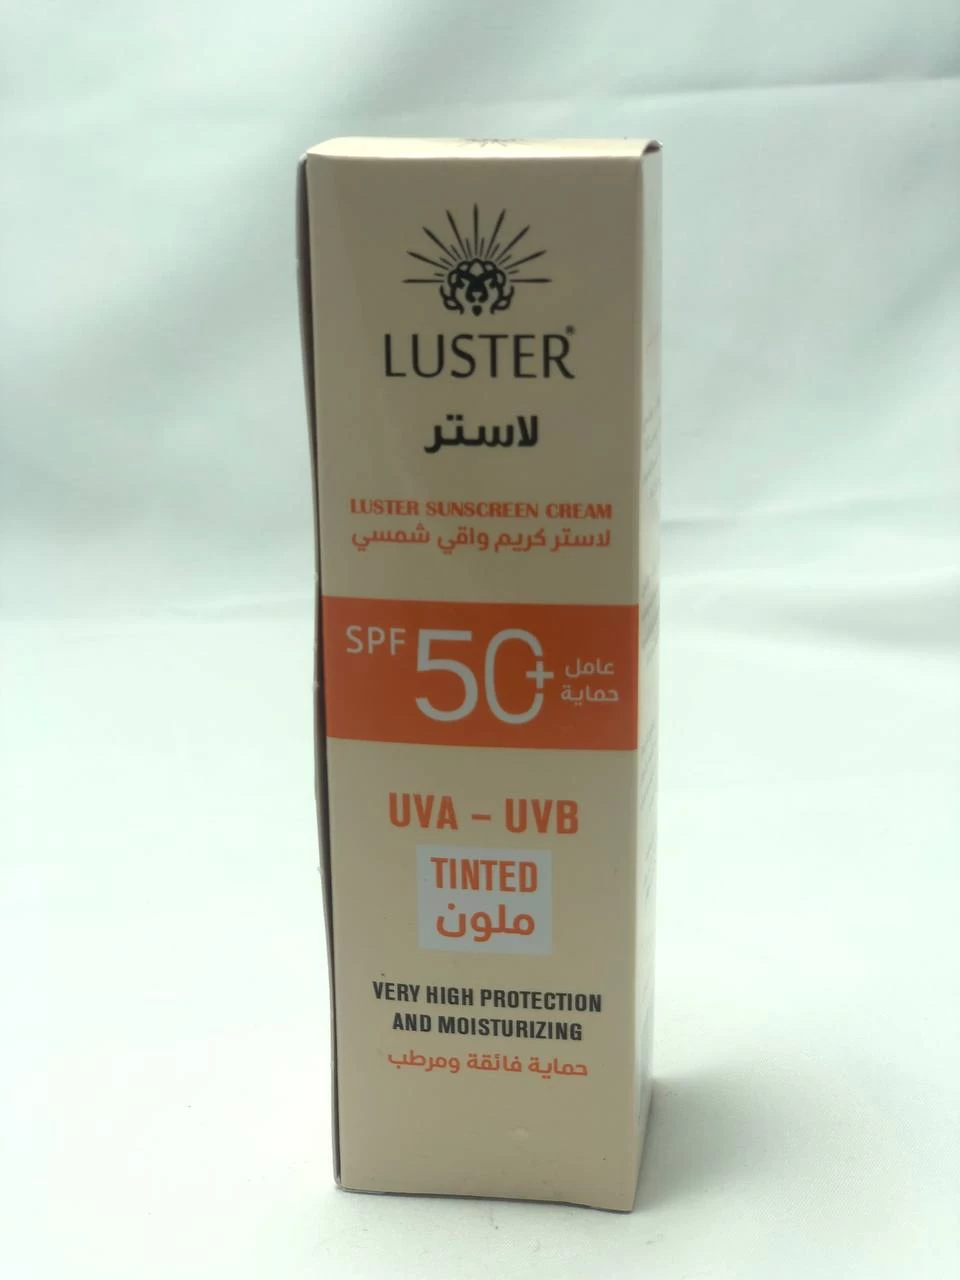 LUSTER®
لاستر
LUSTER SUNSCREEN CREAM
لاستر كريم واقي شمسي
SPF 50+ عامل حماية
UVA – UVB
TINTED
ملون
VERY HIGH PROTECTION
AND MOISTURIZING
حماية فائقة ومرطب